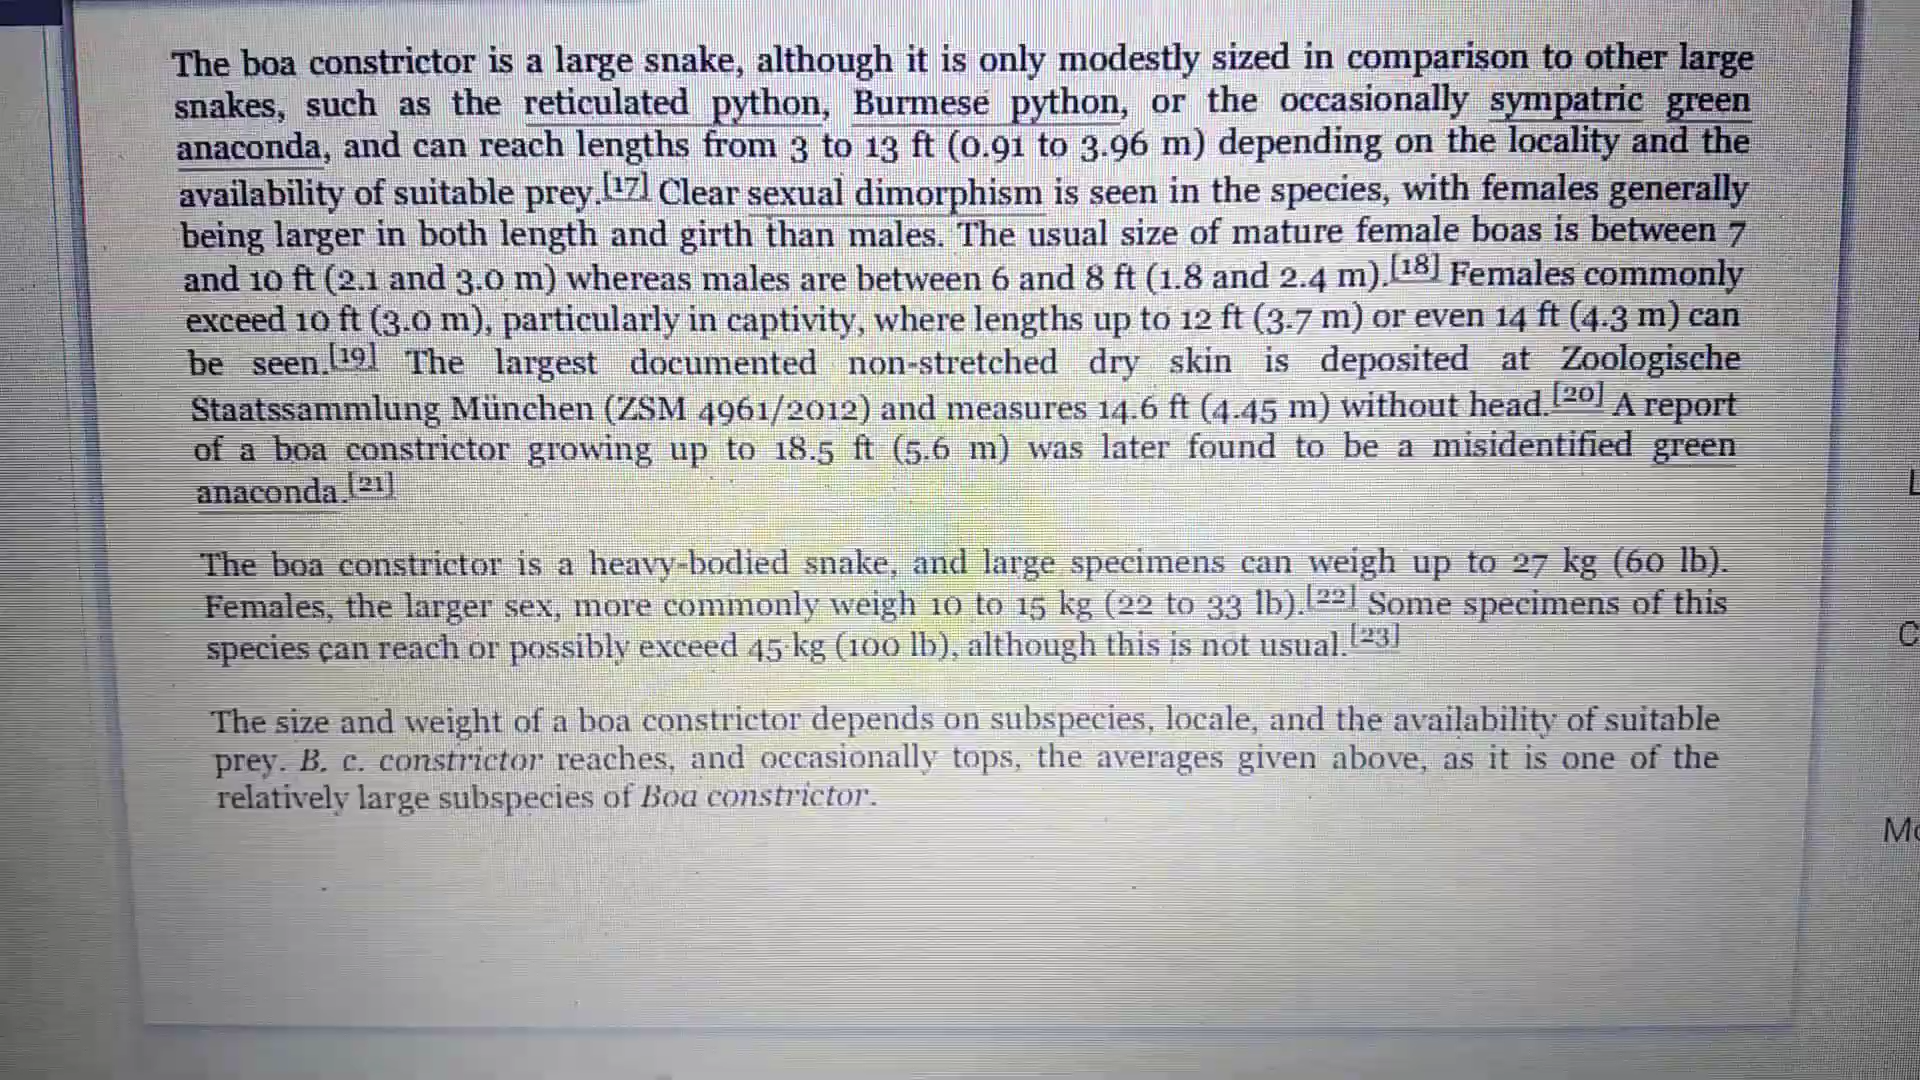 The boa constrictor is a large snake, although it is only modestly sized in comparison to other large
snakes, such as the reticulated python, Burmese python, or the occasionally sympatric green
anaconda, and can reach lengths from 3 to 13 ft (0.91 to 3.96 m) depending on the locality and the
availability of suitable prey.[17] Clear sexual dimorphism is seen in the species, with females generally
being larger in both length and girth than males. The usual size of mature female boas is between 7
and 10 ft (2.1 and 3.0 m) whereas males are between 6 and 8 ft (1.8 and 2.4 m).[18] Females commonly
exceed 10 ft (3.0 m), particularly in captivity, where lengths up to 12 ft (3.7 m) or even 14 ft (4.3 m) can
be seen.[19] The largest documented non-stretched dry skin is deposited at Zoologische
Staatssammlung München (ZSM 4961/2012) and measures 14.6 ft (4.45 m) without head.[20] A report
of a boa constrictor growing up to 18.5 ft (5.6 m) was later found to be a misidentified green
anaconda.[21]
The boa constrictor is a heavy-bodied snake, and large specimens can weigh up to 27 kg (60 lb).
Females, the larger sex, more commonly weigh 10 to 15 kg (22 to 33 lb).[22] Some specimens of this
species can reach or possibly exceed 45 kg (100 lb), although this is not usual.[23]
The size and weight of a boa constrictor depends on subspecies, locale, and the availability of suitable
prey. B. c. constrictor reaches, and occasionally tops, the averages given above, as it is one of the
relatively large subspecies of Boa constrictor.